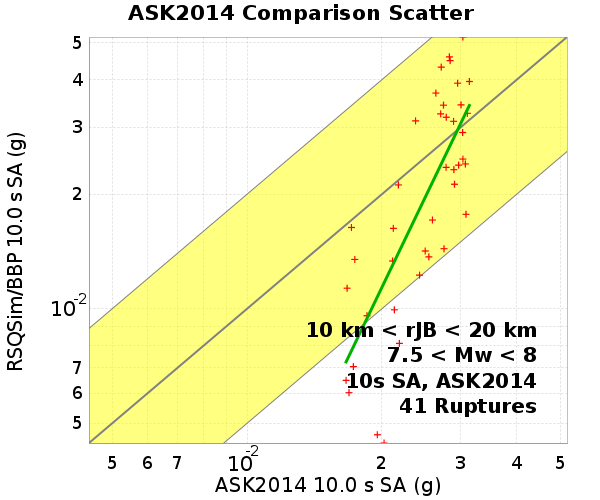 ASK2014 Comparison Scatter
RSQSim/BBP 10.0 s SA (g)
5
4
3
2
10-2
7
6
5
10 km < rJB < 20 km
7.5 < Mw < 8
10s SA, ASK2014
41 Ruptures
5 6 7 10-2 2 3 4 5
ASK2014 10.0 s SA (g)